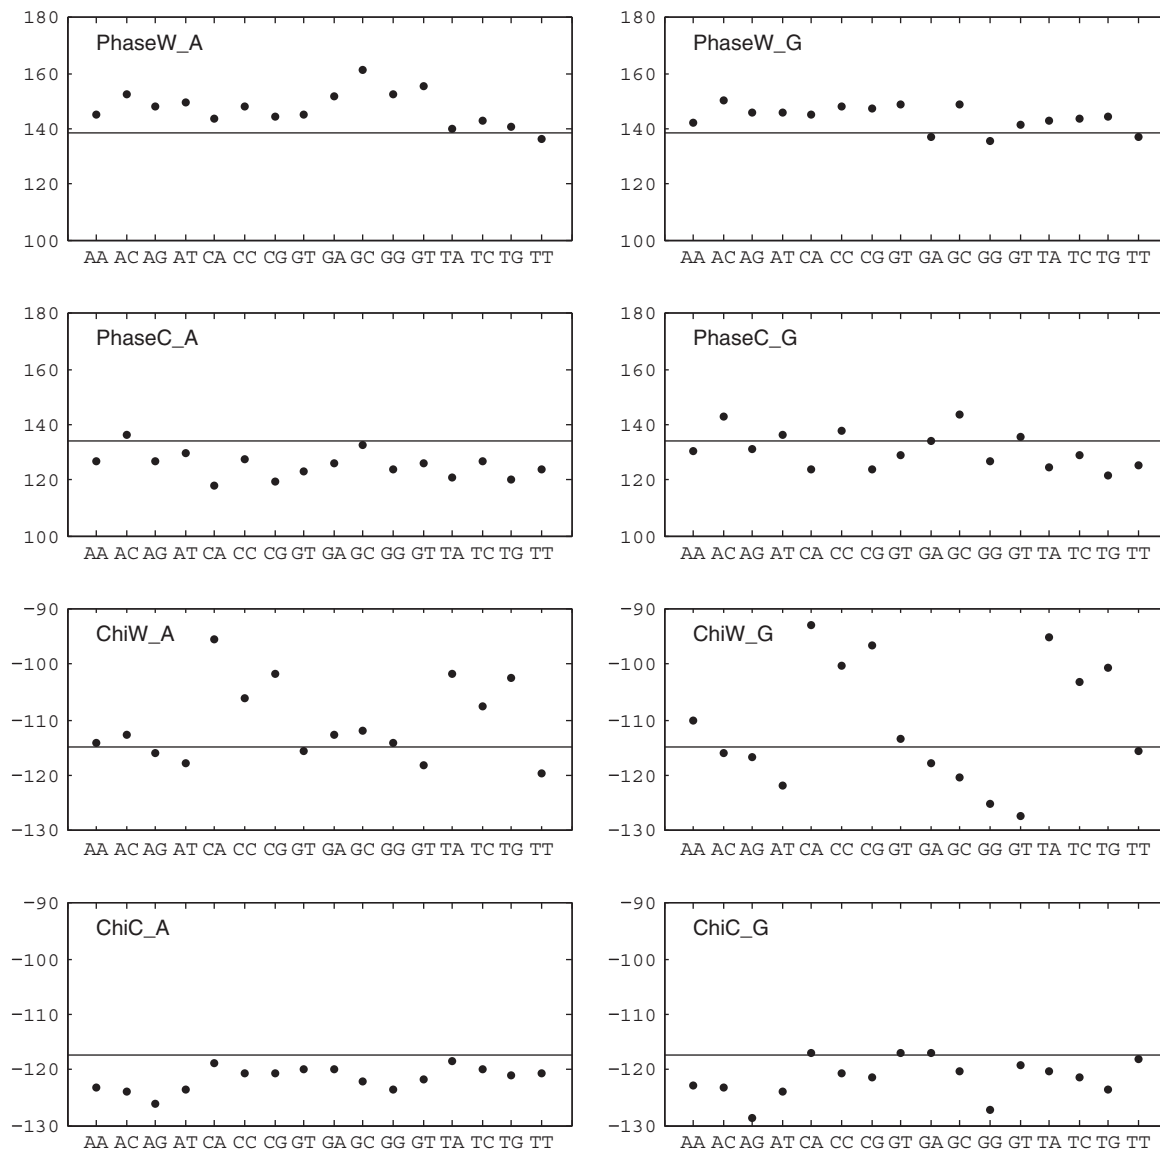 180
PhaseW_A
160
140
120
100
AA AC AG AT CA CC CG GT GA GC GG GT TA TC TG TT
180
PhaseW_G
160
140
120
100
AA AC AG AT CA CC CG GT GA GC GG GT TA TC TG TT
180
PhaseC_A
160
140
120
100
AA AC AG AT CA CC CG GT GA GC GG GT TA TC TG TT
180
PhaseC_G
160
140
120
100
AA AC AG AT CA CC CG GT GA GC GG GT TA TC TG TT
−90
ChiW_A
−100
−110
−120
−130
AA AC AG AT CA CC CG GT GA GC GG GT TA TC TG TT
−90
ChiW_G
−100
−110
−120
−130
AA AC AG AT CA CC CG GT GA GC GG GT TA TC TG TT
−90
ChiC_A
−100
−110
−120
−130
AA AC AG AT CA CC CG GT GA GC GG GT TA TC TG TT
−90
ChiC_G
−100
−110
−120
−130
AA AC AG AT CA CC CG GT GA GC GG GT TA TC TG TT